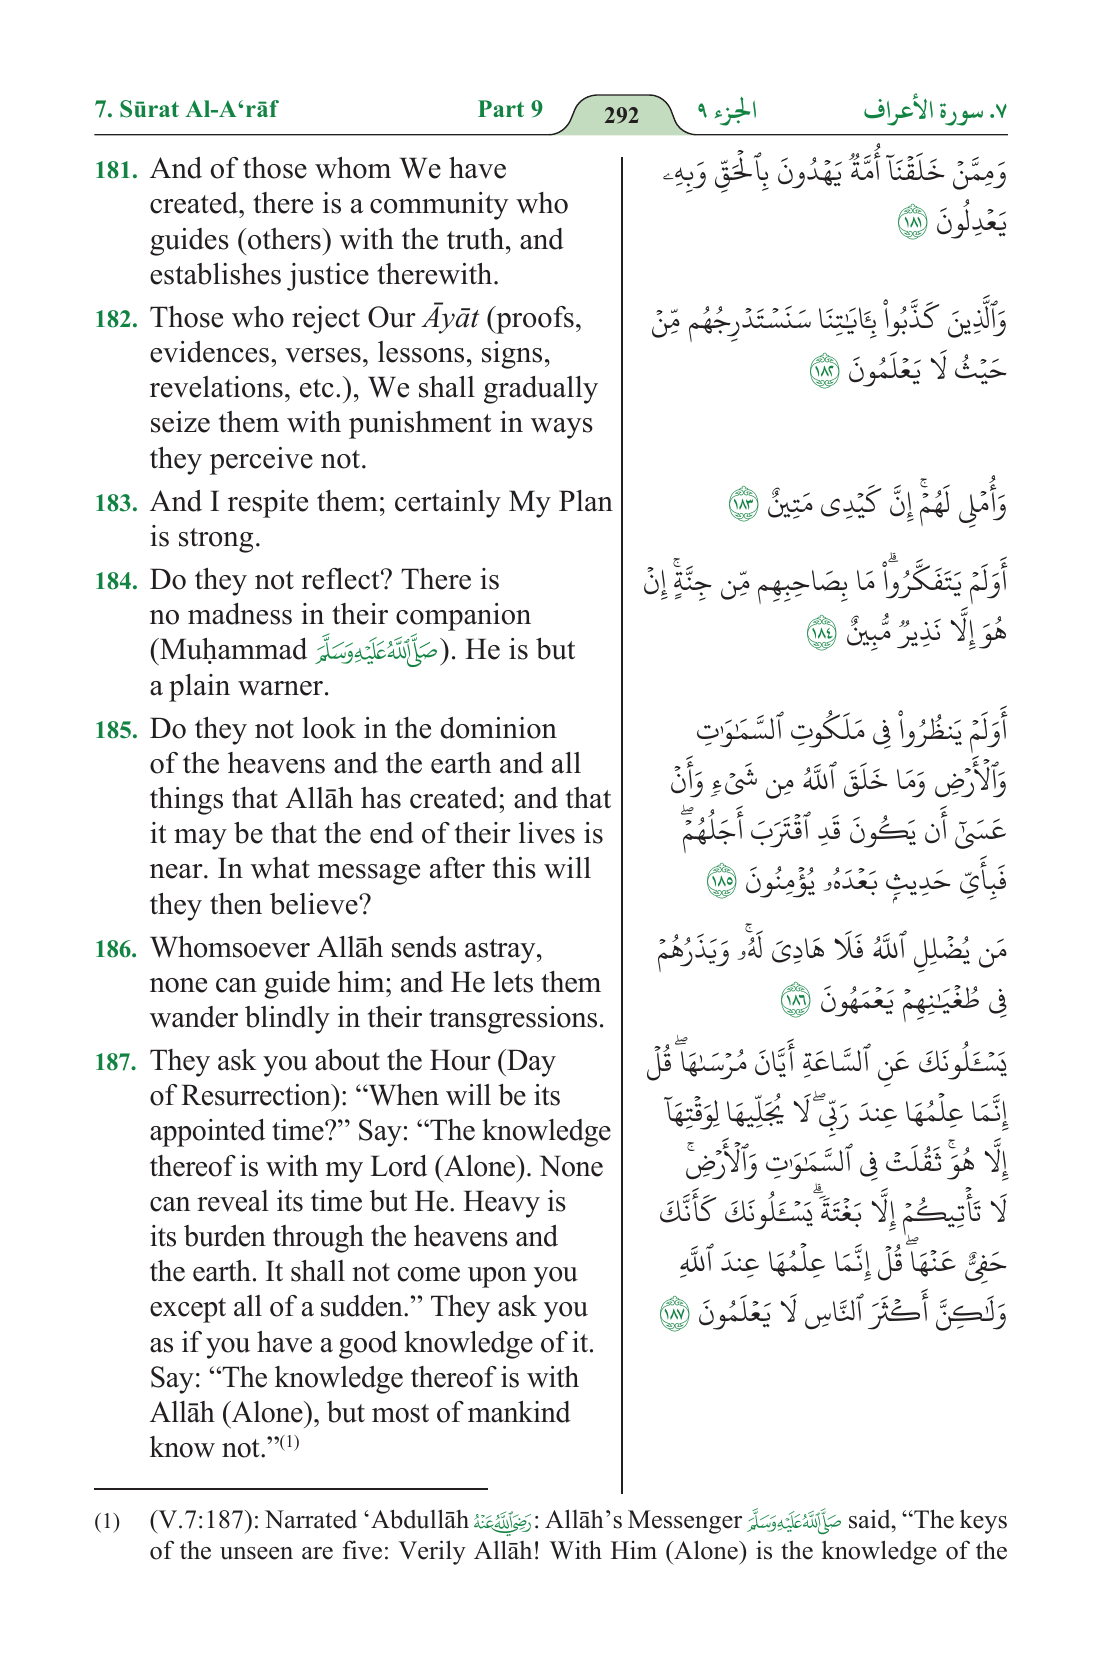 7. Sūrat Al-A‘rāf
Part 9
292
الجزء ٩
٧. سورة الأعراف
181. And of those whom We have
created, there is a community who
guides (others) with the truth, and
establishes justice therewith.
182. Those who reject Our Āyāt (proofs,
evidences, verses, lessons, signs,
revelations, etc.), We shall gradually
seize them with punishment in ways
they perceive not.
183. And I respite them; certainly My Plan
is strong.
184. Do they not reflect? There is
no madness in their companion
(Muḥammad صَلَّى ٱللَّهُ عَلَيْهِ وَسَلَّمَ). He is but
a plain warner.
185. Do they not look in the dominion
of the heavens and the earth and all
things that Allāh has created; and that
it may be that the end of their lives is
near. In what message after this will
they then believe?
186. Whomsoever Allāh sends astray,
none can guide him; and He lets them
wander blindly in their transgressions.
187. They ask you about the Hour (Day
of Resurrection): “When will be its
appointed time?” Say: “The knowledge
thereof is with my Lord (Alone). None
can reveal its time but He. Heavy is
its burden through the heavens and
the earth. It shall not come upon you
except all of a sudden.” They ask you
as if you have a good knowledge of it.
Say: “The knowledge thereof is with
Allāh (Alone), but most of mankind
know not.”(1)
وَمِمَّنْ خَلَقْنَآ أُمَّةٌ يَهْدُونَ بِٱلْحَقِّ وَبِهِۦ
يَعْدِلُونَ ١٨١
وَٱلَّذِينَ كَذَّبُوا۟ بِـَٔايَـٰتِنَا سَنَسْتَدْرِجُهُم مِّنْ
حَيْثُ لَا يَعْلَمُونَ ١٨٢
وَأُمْلِى لَهُمْ ۚ إِنَّ كَيْدِى مَتِينٌ ١٨٣
أَوَلَمْ يَتَفَكَّرُوا۟ ۗ مَا بِصَاحِبِهِم مِّن جِنَّةٍ ۚ إِنْ
هُوَ إِلَّا نَذِيرٌ مُّبِينٌ ١٨٤
أَوَلَمْ يَنظُرُوا۟ فِى مَلَكُوتِ ٱلسَّمَـٰوَٰتِ
وَٱلْأَرْضِ وَمَا خَلَقَ ٱللَّهُ مِن شَىْءٍ وَأَنْ
عَسَىٰٓ أَن يَكُونَ قَدِ ٱقْتَرَبَ أَجَلُهُمْ ۖ
فَبِأَىِّ حَدِيثٍۭ بَعْدَهُۥ يُؤْمِنُونَ ١٨٥
مَن يُضْلِلِ ٱللَّهُ فَلَا هَادِىَ لَهُۥ ۚ وَيَذَرُهُمْ
فِى طُغْيَـٰنِهِمْ يَعْمَهُونَ ١٨٦
يَسْـَٔلُونَكَ عَنِ ٱلسَّاعَةِ أَيَّانَ مُرْسَىٰهَا ۖ قُلْ
إِنَّمَا عِلْمُهَا عِندَ رَبِّى ۖ لَا يُجَلِّيهَا لِوَقْتِهَآ
إِلَّا هُوَ ۚ ثَقُلَتْ فِى ٱلسَّمَـٰوَٰتِ وَٱلْأَرْضِ ۚ
لَا تَأْتِيكُمْ إِلَّا بَغْتَةً ۗ يَسْـَٔلُونَكَ كَأَنَّكَ
حَفِىٌّ عَنْهَا ۖ قُلْ إِنَّمَا عِلْمُهَا عِندَ ٱللَّهِ
وَلَـٰكِنَّ أَكْثَرَ ٱلنَّاسِ لَا يَعْلَمُونَ ١٨٧
(1) (V.7:187): Narrated ‘Abdullāh رَضِيَ ٱللَّهُ عَنْهُ: Allāh’s Messenger صَلَّى ٱللَّهُ عَلَيْهِ وَسَلَّمَ said, “The keys
of the unseen are five: Verily Allāh! With Him (Alone) is the knowledge of the